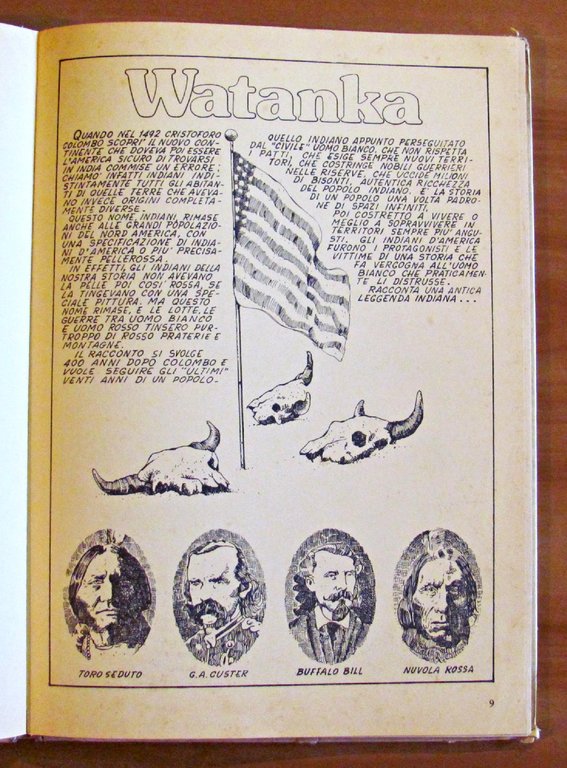 Watanka
QUANDO NEL 1492 CRISTOFORO
COLOMBO SCOPRI' IL NUOVO CON-
TINENTE CHE DOVEVA POI ESSERE
L'AMERICA SICURO DI TROVARSI
IN INDIA COMMISE UN ERRORE:
CHIAMO' INFATTI INDIANI INDI-
STINTAMENTE TUTTI GLI ABITAN-
TI DI QUELLE TERRE CHE AVEVA-
NO INVECE ORIGINI COMPLETA-
MENTE DIVERSE.
QUESTO NOME, INDIANI, RIMASE
ANCHE ALLE GRANDI POPOLAZIO-
NI DEL NORD AMERICA, CON
UNA SPECIFICAZIONE DI INDIA-
NI D'AMERICA O PIU' PRECISA-
MENTE PELLEROSSA.
IN EFFETTI, GLI INDIANI DELLA
NOSTRA STORIA NON AVEVANO
LA PELLE POI COSI' ROSSA, SE
LA TINGEVANO CON UNA SPE-
CIALE PITTURA, MA QUESTO
NOME RIMASE, E LE LOTTE, LE
GUERRE TRA UOMO BIANCO
E UOMO ROSSO TINSERO PUR-
TROPPO DI ROSSO PRATERIE E
MONTAGNE.
IL RACCONTO SI SVOLGE
400 ANNI DOPO COLOMBO E
VUOLE SEGUIRE GLI "ULTIMI"
VENTI ANNI DI UN POPOLO-
QUELLO INDIANO APPUNTO PERSEGUITATO
DAL "CIVILE" UOMO BIANCO, CHE NON RISPETTA
I PATTI, CHE ESIGE SEMPRE NUOVI TERRI-
TORI, CHE COSTRINGE NOBILI GUERRIERI
NELLE RISERVE, CHE UCCIDE MILIONI
DI BISONTI, AUTENTICA RICCHEZZA
DEL POPOLO INDIANO. E' LA STORIA
DI UN POPOLO UNA VOLTA PADRO-
NE DI SPAZI INFINITI,
POI COSTRETTO A VIVERE O
MEGLIO A SOPRAVVIVERE IN
TERRITORI SEMPRE PIU' ANGU-
STI. GLI INDIANI D'AMERICA
FURONO I PROTAGONISTI E LE
VITTIME DI UNA STORIA CHE
FA VERGOGNA ALL'UOMO
BIANCO CHE PRATICAMEN-
TE LI DISTRUSSE.
RACCONTA UNA ANTICA
LEGGENDA INDIANA...
TORO SEDUTO
G.A. CUSTER
BUFFALO BILL
NUVOLA ROSSA
9